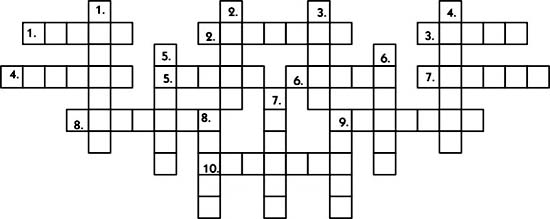 1. 2. 3. 4.
1. 2. 3.
5. 6.
4. 5. 6. 7.
7.
8. 8. 9.
10.